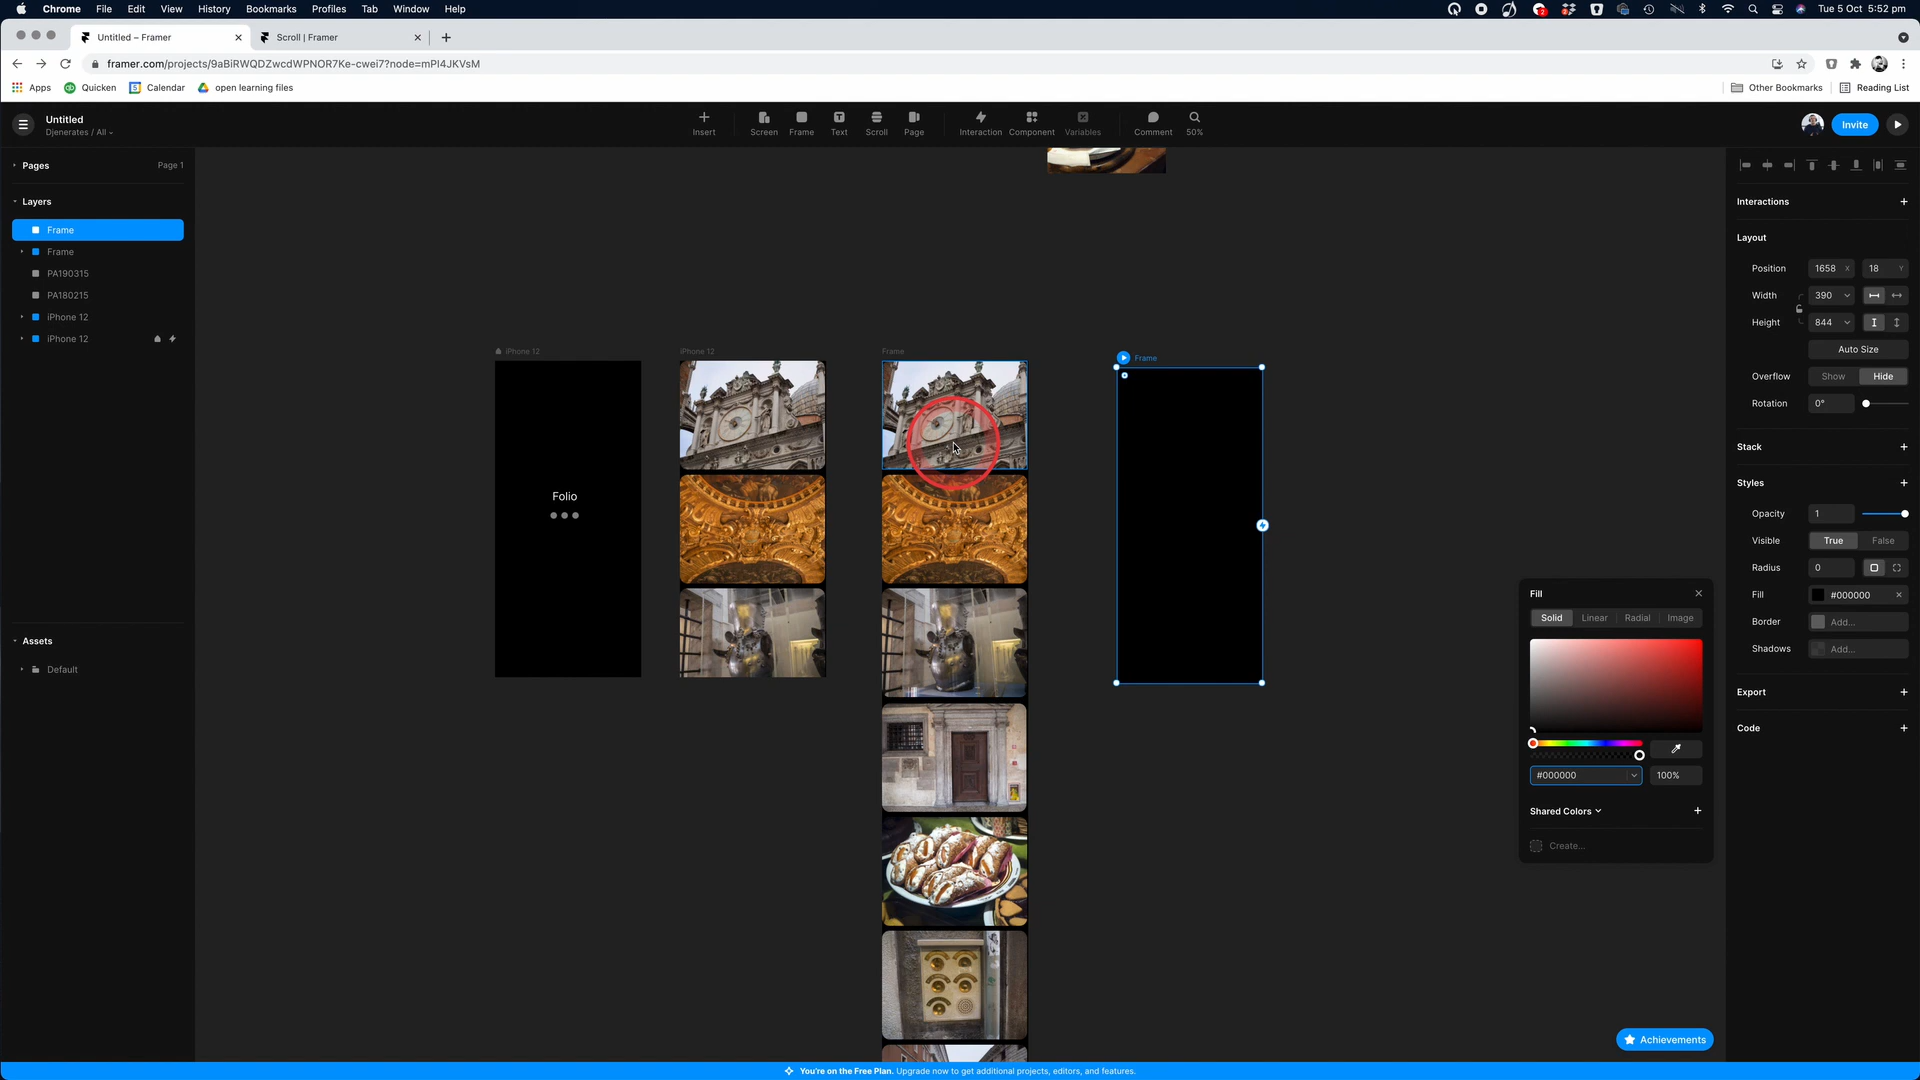 Chrome File Edit View History Bookmarks Profiles Tab Window Help
Tue 5 Oct 5:52 pm
Untitled – Framer
Scroll | Framer
framer.com/projects/9aBiRWQDZwcdWPNOR7Ke-cwei7?node=mPI4JKVsM
Apps Quicken Calendar open learning files
Other Bookmarks Reading List
Untitled
Djenerates / All
Insert Screen Frame Text Scroll Page Interaction Component Variables Comment 50%
Invite
Pages Page 1
Layers
Frame
Frame
PA190315
PA180215
iPhone 12
iPhone 12
Assets
Default
iPhone 12
iPhone 12
Frame
Frame
Folio
Interactions
Layout
Position 1658 X 18 Y
Width 390
Height 844
Auto Size
Overflow Show Hide
Rotation 0°
Stack
Styles
Opacity 1
Visible True False
Radius 0
Fill #000000
Border Add...
Shadows Add...
Export
Code
Fill
Solid Linear Radial Image
#000000 100%
Shared Colors
Create...
Achievements
You're on the Free Plan. Upgrade now to get additional projects, editors, and features.